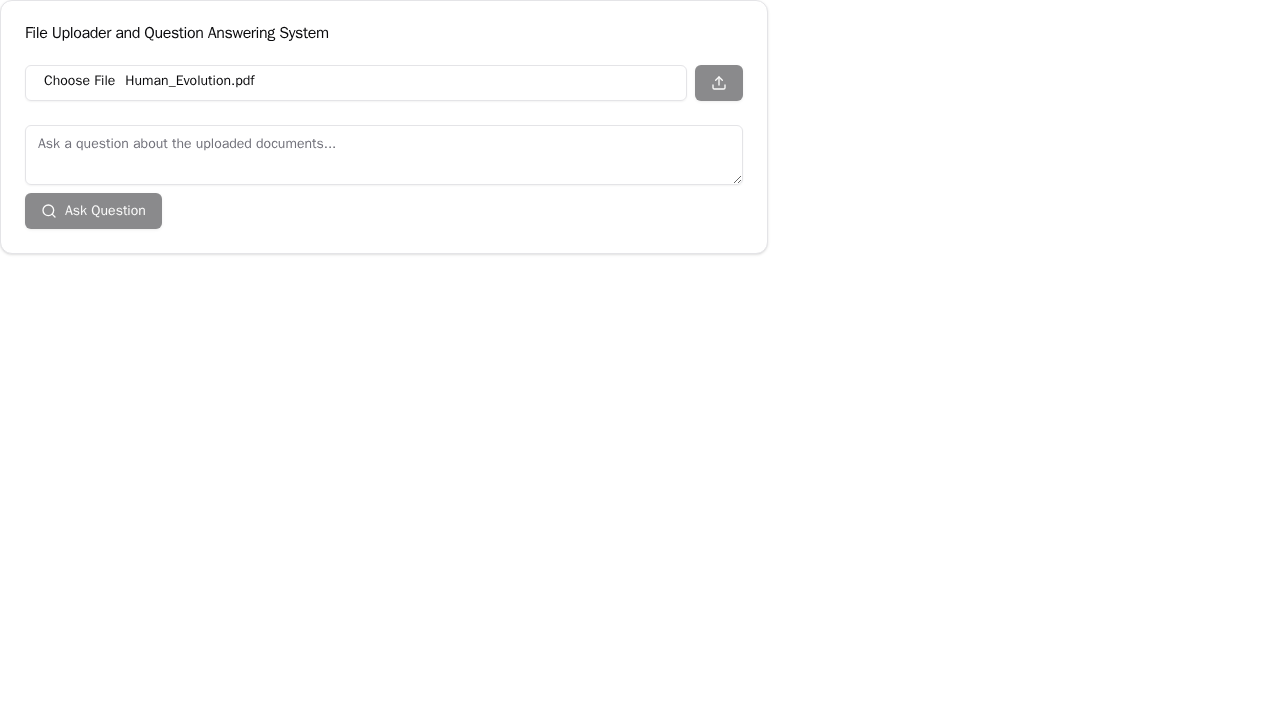 File Uploader and Question Answering System
Choose File Human_Evolution.pdf
Ask a question about the uploaded documents...
Ask Question